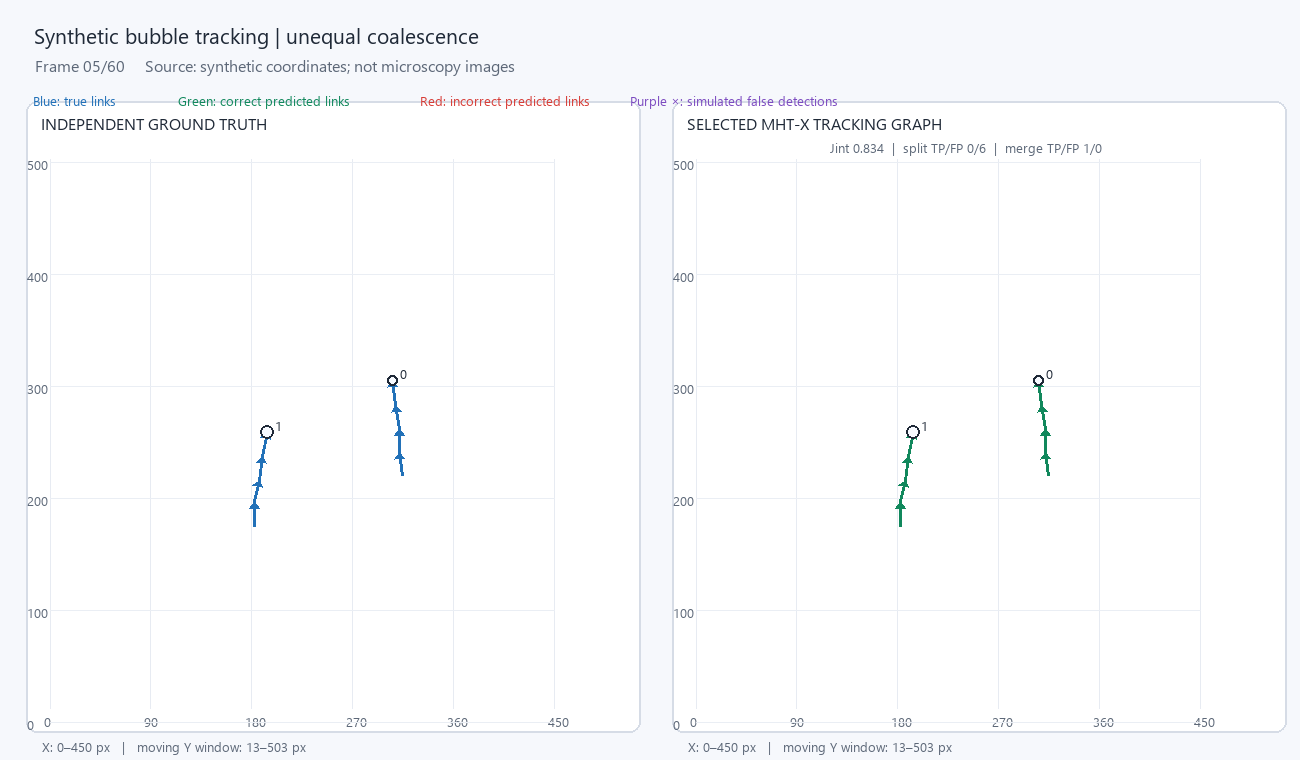 Synthetic bubble tracking | unequal coalescence
Frame 05/60 Source: synthetic coordinates; not microscopy images
Blue: true links Green: correct predicted links Red: incorrect predicted links Purple ×: simulated false detections
INDEPENDENT GROUND TRUTH
500
400
300
200
100
0
0 90 180 270 360 450
0
1
X: 0–450 px | moving Y window: 13–503 px
SELECTED MHT-X TRACKING GRAPH
Jint 0.834 | split TP/FP 0/6 | merge TP/FP 1/0
500
400
300
200
100
0
0 90 180 270 360 450
0
1
X: 0–450 px | moving Y window: 13–503 px